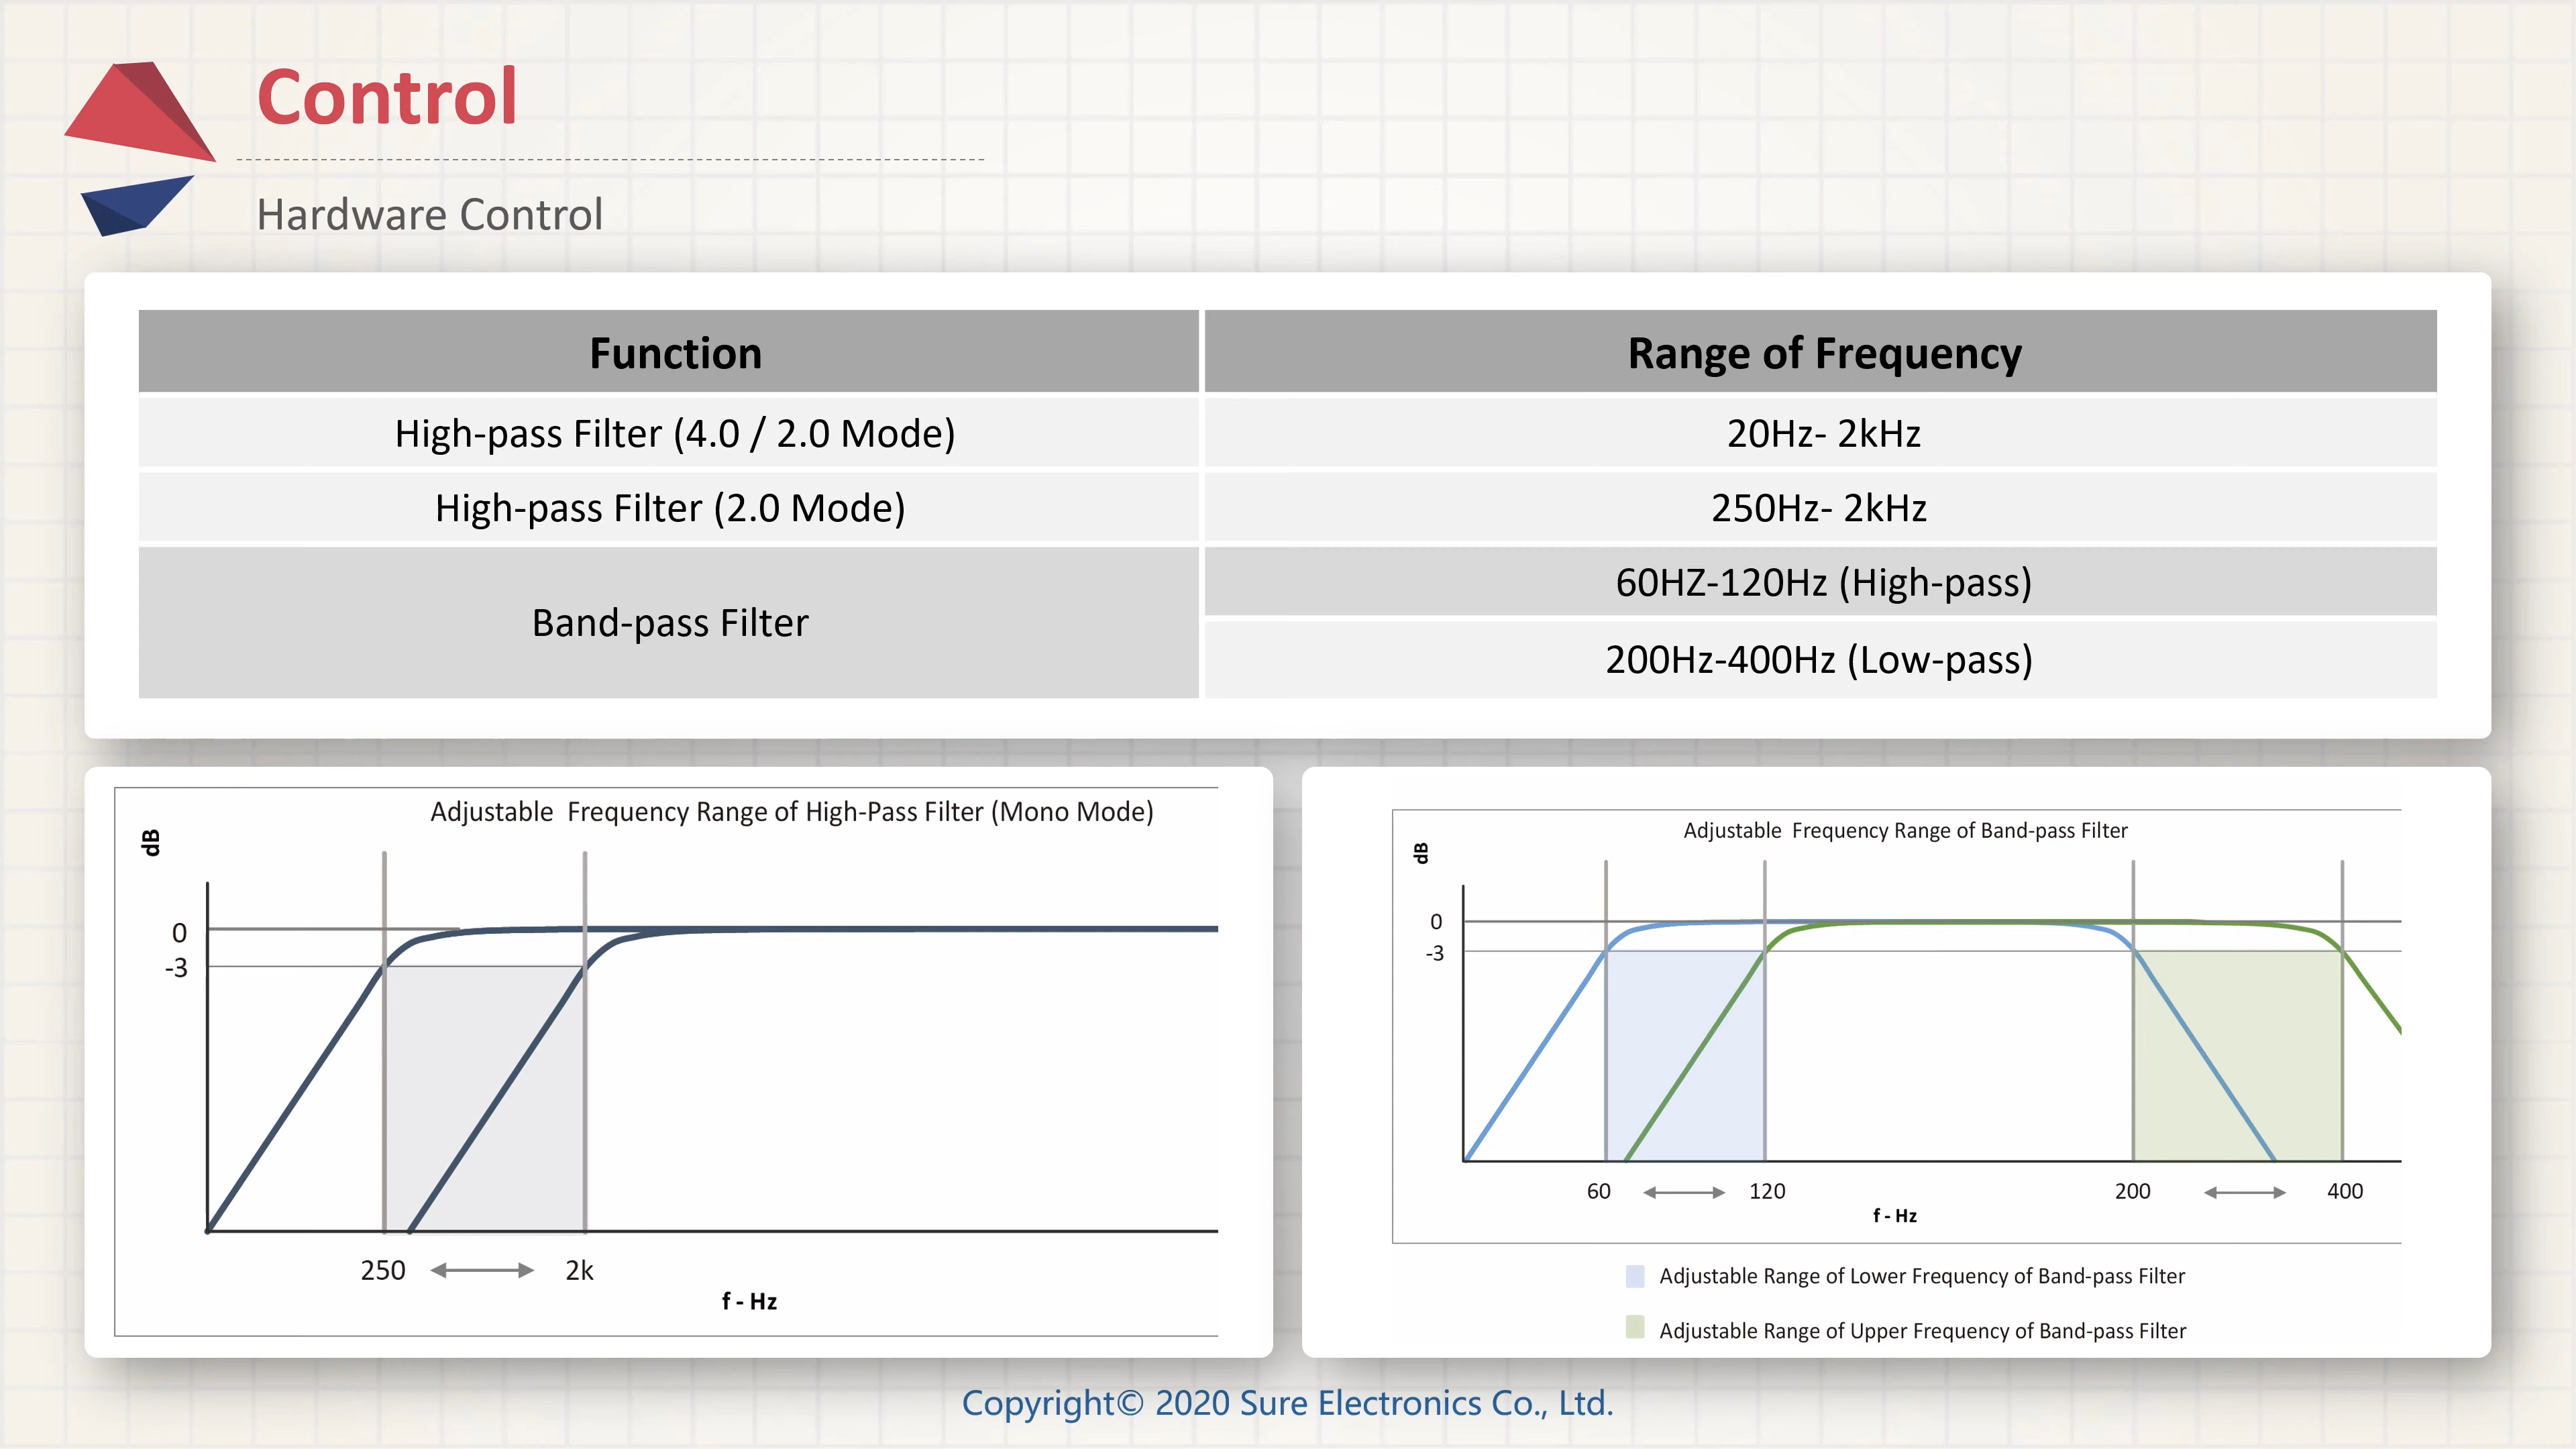 Control
Hardware Control
Function
Range of Frequency
High-pass Filter (4.0 / 2.0 Mode)
20Hz- 2kHz
High-pass Filter (2.0 Mode)
250Hz- 2kHz
Band-pass Filter
60HZ-120Hz (High-pass)
200Hz-400Hz (Low-pass)
Adjustable Frequency Range of High-Pass Filter (Mono Mode)
dB
0
-3
250
2k
f - Hz
Adjustable Frequency Range of Band-pass Filter
dB
0
-3
60
120
200
400
f - Hz
Adjustable Range of Lower Frequency of Band-pass Filter
Adjustable Range of Upper Frequency of Band-pass Filter
Copyright© 2020 Sure Electronics Co., Ltd.